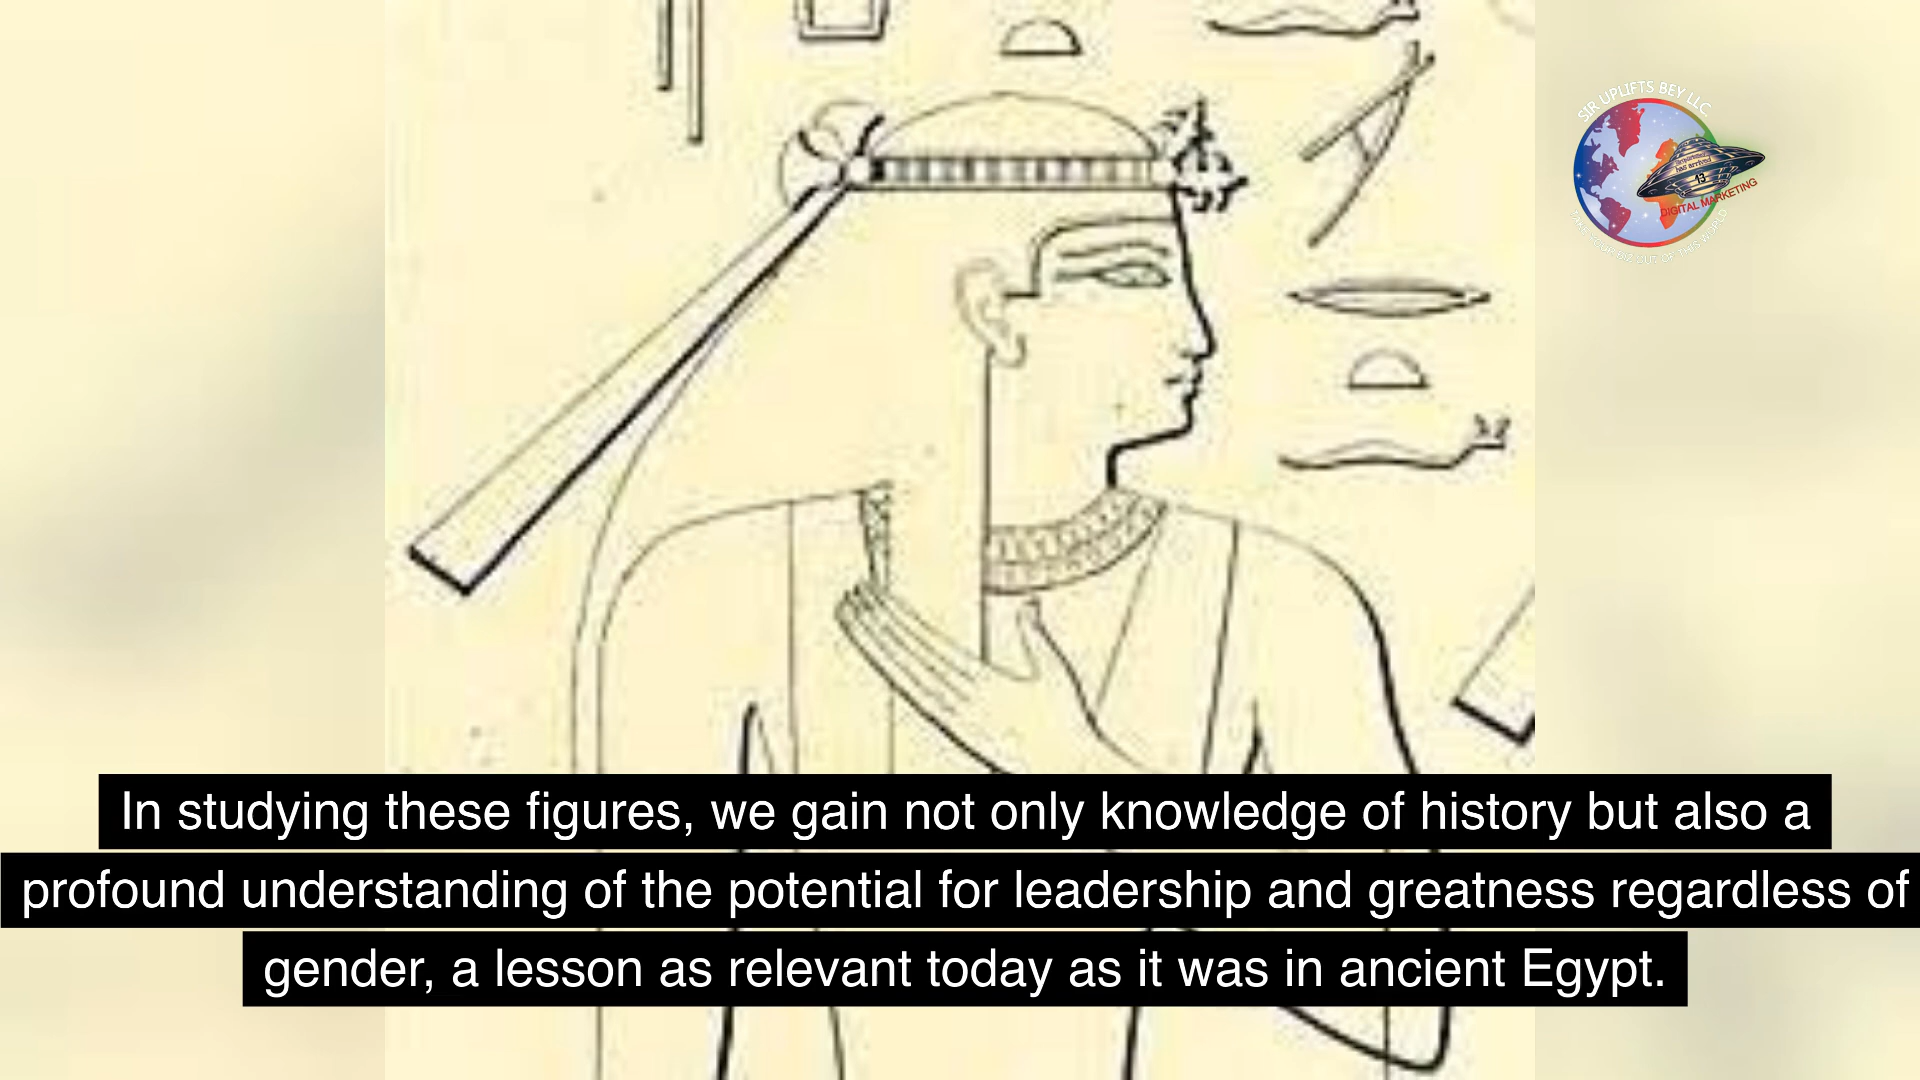 SIR UPLIFTS BEY LLC
13
DIGITAL MARKETING
In studying these figures, we gain not only knowledge of history but also a
profound understanding of the potential for leadership and greatness regardless of
gender, a lesson as relevant today as it was in ancient Egypt.